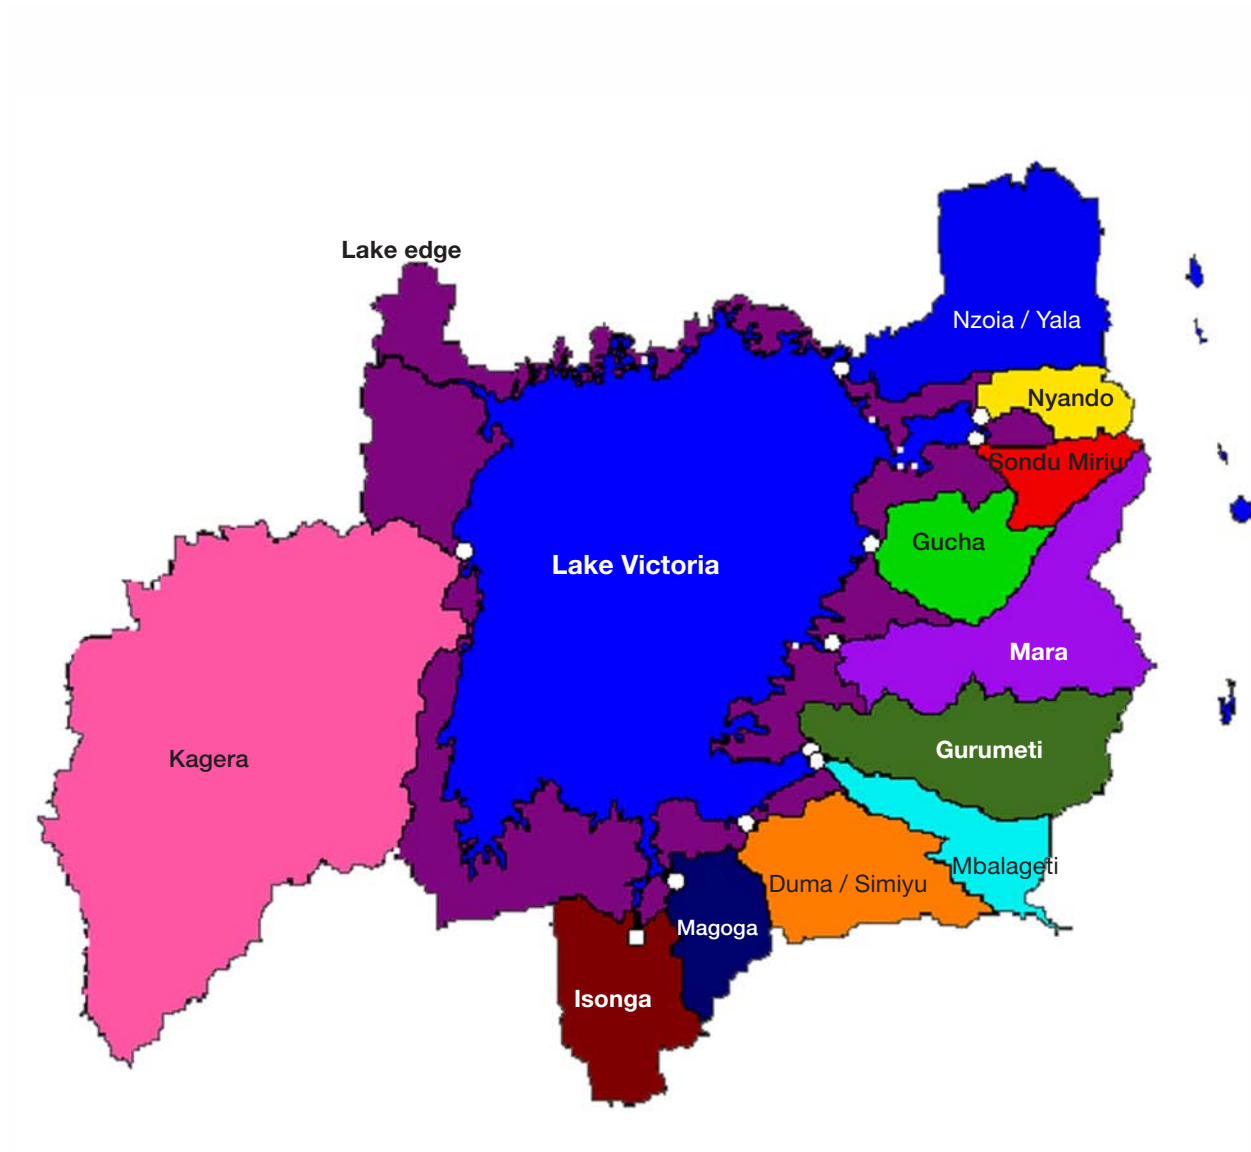 Lake edge
Nzoia / Yala
Nyando
Sondu Miriu
Gucha
Lake Victoria
Mara
Gurumeti
Kagera
Mbalageti
Duma / Simiyu
Magoga
Isonga